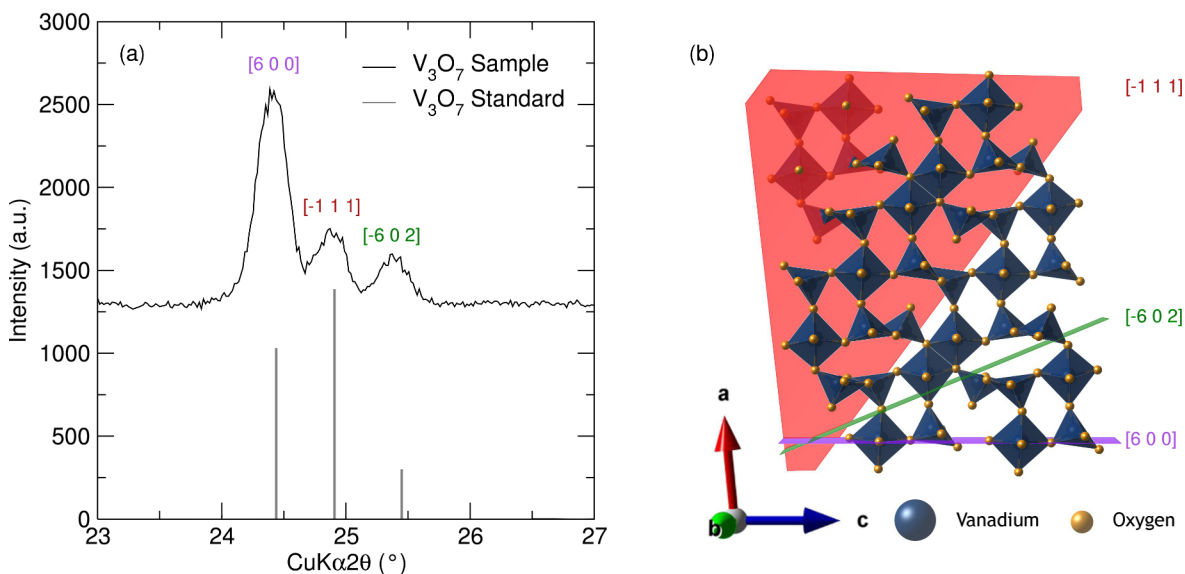 (a)
[6 0 0]
[-1 1 1]
[-6 0 2]
V₃O₇ Sample
V₃O₇ Standard
3000
2500
2000
1500
1000
500
0
Intensity (a.u.)
23
24
25
26
27
CuKα2θ (°)
(b)
[-1 1 1]
[-6 0 2]
[6 0 0]
a
b
c
Vanadium
Oxygen